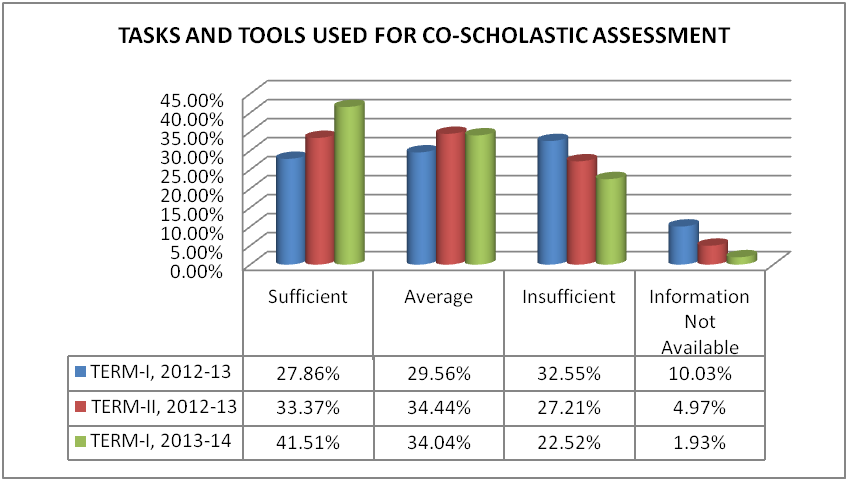 TASKS AND TOOLS USED FOR CO-SCHOLASTIC ASSESSMENT
45.00%
40.00%
35.00%
30.00%
25.00%
20.00%
15.00%
10.00%
5.00%
0.00%
Sufficient Average Insufficient Information
Not
Available
TERM-I, 2012-13 27.86% 29.56% 32.55% 10.03%
TERM-II, 2012-13 33.37% 34.44% 27.21% 4.97%
TERM-I, 2013-14 41.51% 34.04% 22.52% 1.93%